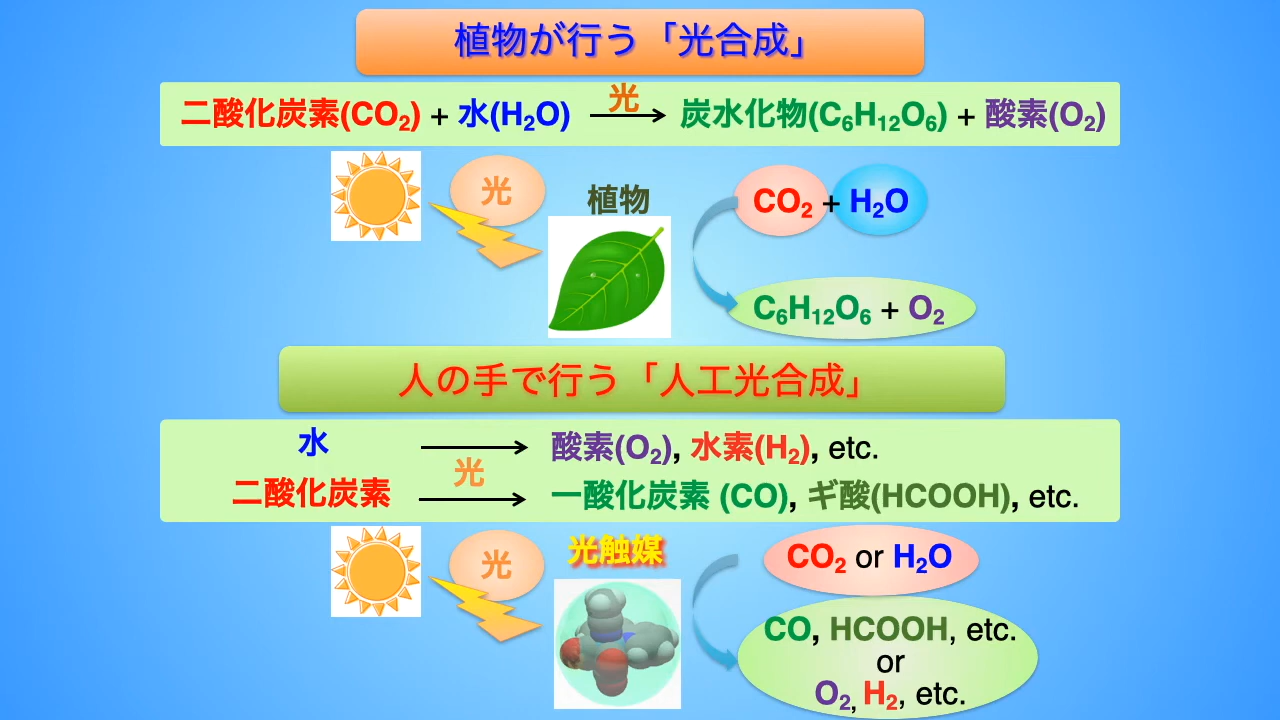 植物が行う「光合成」
光
二酸化炭素(CO₂) + 水(H₂O) → 炭水化物(C₆H₁₂O₆) + 酸素(O₂)
光
植物
CO₂ + H₂O
C₆H₁₂O₆ + O₂
人の手で行う「人工光合成」
水 → 酸素(O₂), 水素(H₂), etc.
光
二酸化炭素 → 一酸化炭素 (CO), ギ酸(HCOOH), etc.
光
光触媒
CO₂ or H₂O
CO, HCOOH, etc.
or
O₂, H₂, etc.